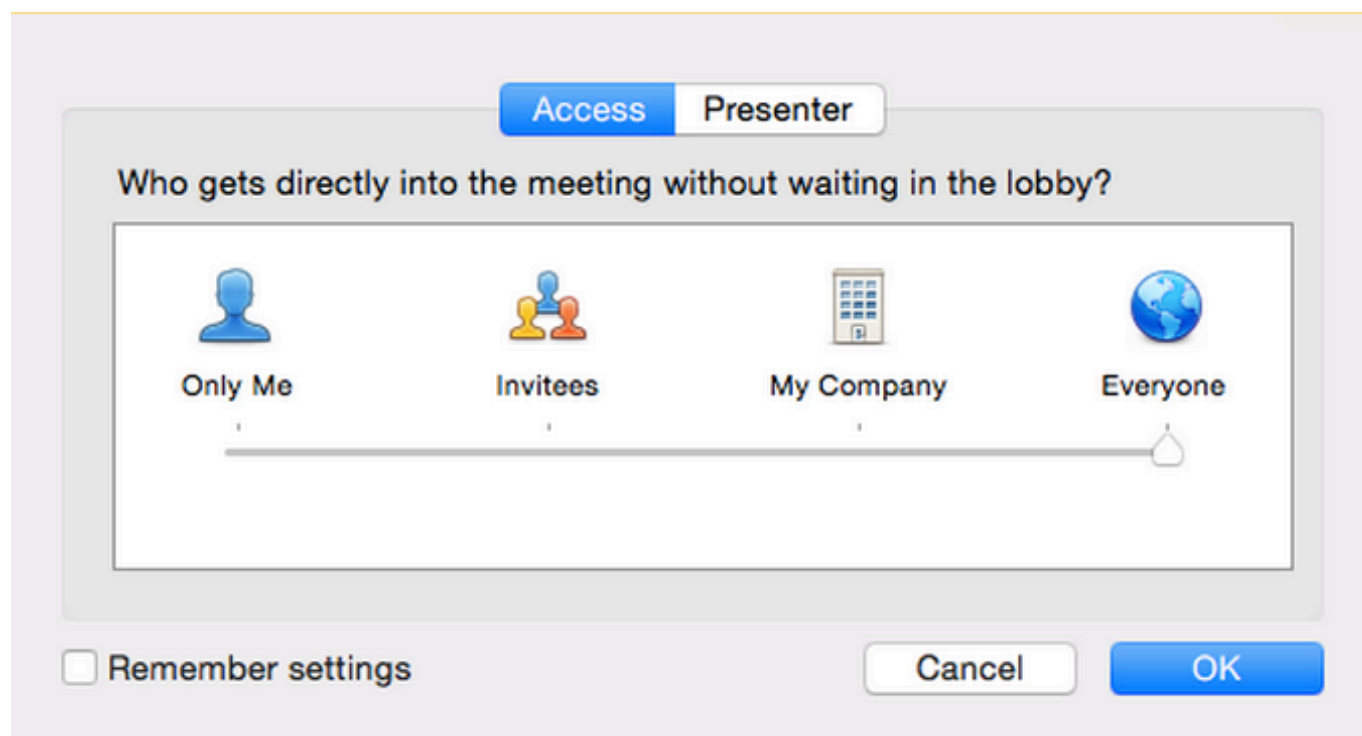 Access Presenter
Who gets directly into the meeting without waiting in the lobby?
Only Me Invitees My Company Everyone
Remember settings Cancel OK